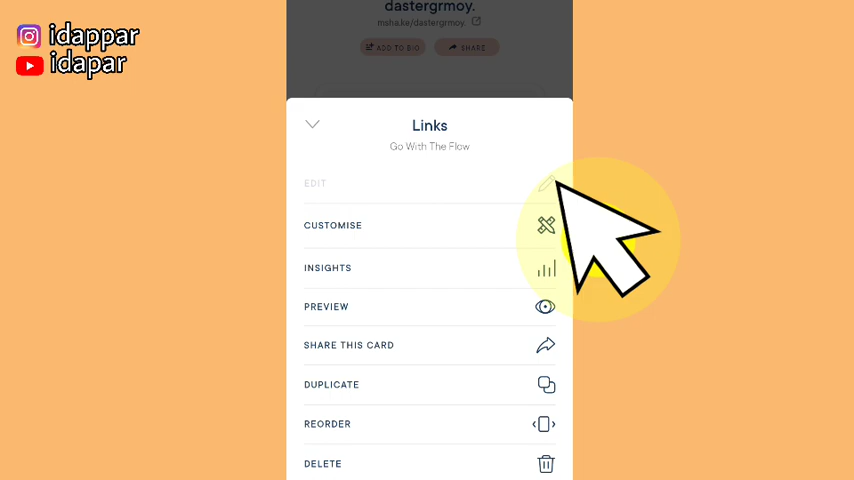 idappar
idapar
dastergrmoy.
msha.ke/dastergrmoy.
ADD TO BIO
SHARE
Links
Go With The Flow
EDIT
CUSTOMISE
INSIGHTS
PREVIEW
SHARE THIS CARD
DUPLICATE
REORDER
DELETE